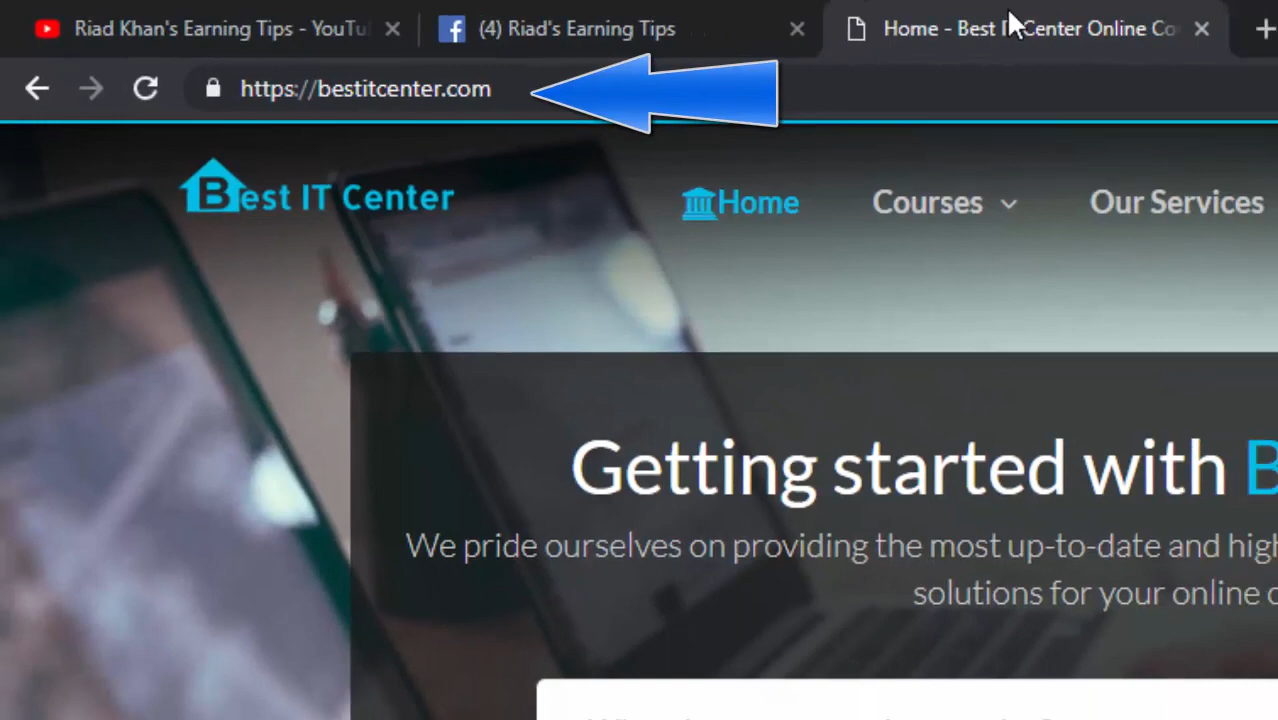 Riad Khan's Earning Tips - YouTu
(4) Riad's Earning Tips
Home - Best IT Center Online Co
https://bestitcenter.com
Best IT Center
Home
Courses
Our Services
Getting started with B
We pride ourselves on providing the most up-to-date and high
solutions for your online